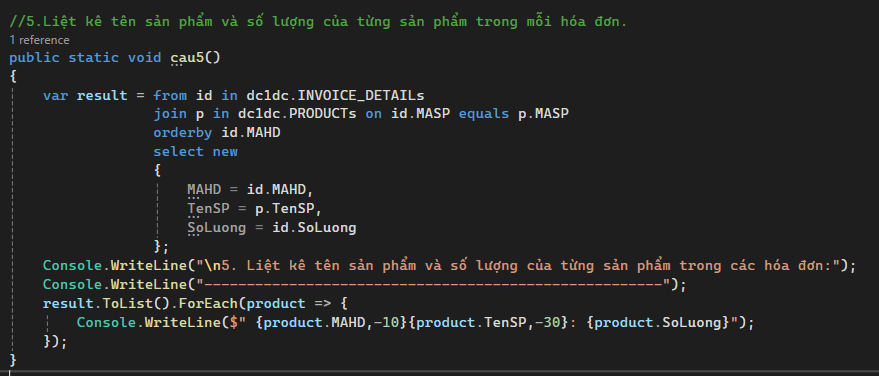 //5.Liệt kê tên sản phẩm và số lượng của từng sản phẩm trong mỗi hóa đơn.
1 reference
public static void cau5()
{
    var result = from id in dc1dc.INVOICE_DETAILs
                 join p in dc1dc.PRODUCTs on id.MASP equals p.MASP
                 orderby id.MAHD
                 select new
                 {
                     MAHD = id.MAHD,
                     TenSP = p.TenSP,
                     SoLuong = id.SoLuong
                 };
    Console.WriteLine("\n5. Liệt kê tên sản phẩm và số lượng của từng sản phẩm trong các hóa đơn:");
    Console.WriteLine("------------------------------------------------------");
    result.ToList().ForEach(product => {
        Console.WriteLine($" {product.MAHD,-10}{product.TenSP,-30}: {product.SoLuong}");
    });
}